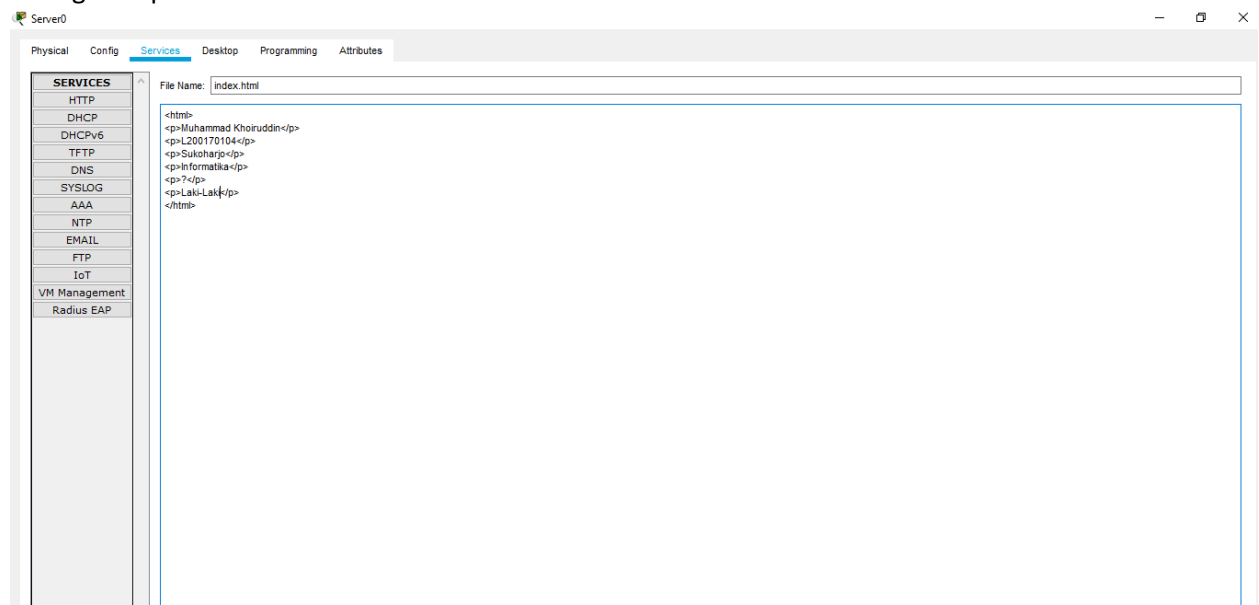 Server0
Physical Config Services Desktop Programming Attributes
SERVICES
HTTP
DHCP
DHCPv6
TFTP
DNS
SYSLOG
AAA
NTP
EMAIL
FTP
IoT
VM Management
Radius EAP
File Name: index.html
<html>
<p>Muhammad Khoiruddin</p>
<p>L200170104</p>
<p>Sukoharjo</p>
<p>Informatika</p>
<p>?</p>
<p>Laki-Laki</p>
</html>